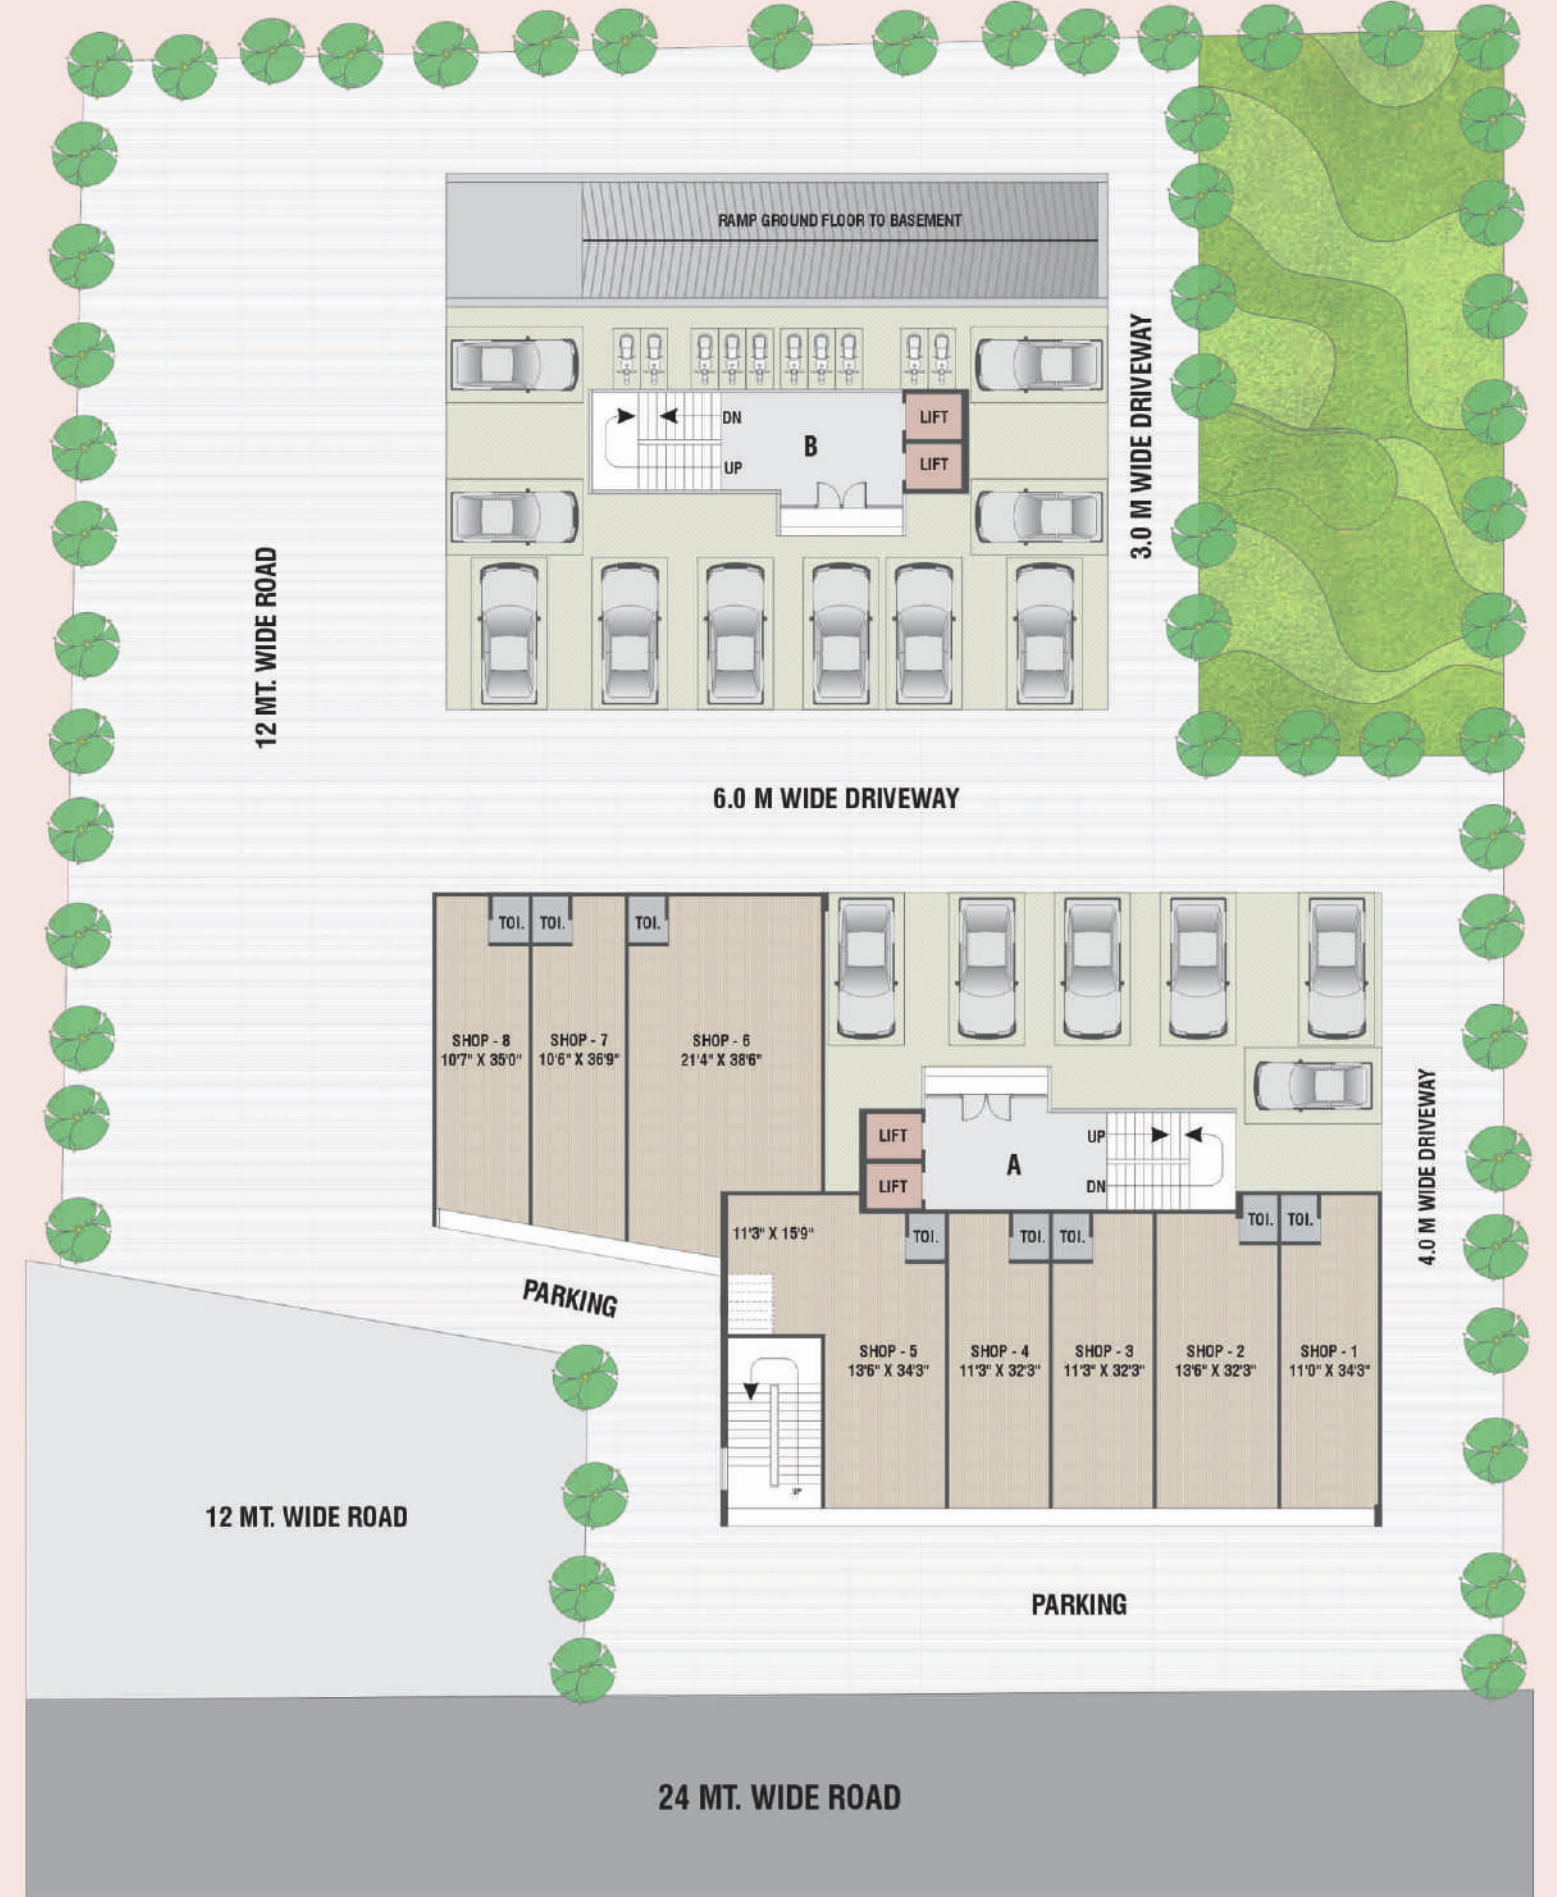 RAMP GROUND FLOOR TO BASEMENT
DN
UP
B
LIFT
LIFT
3.0 M WIDE DRIVEWAY
12 MT. WIDE ROAD
6.0 M WIDE DRIVEWAY
TOI.
TOI.
TOI.
SHOP - 8
10'7" X 35'0"
SHOP - 7
10'6" X 36'9"
SHOP - 6
21'4" X 38'6"
LIFT
LIFT
A
UP
DN
4.0 M WIDE DRIVEWAY
11'3" X 15'9"
TOI.
TOI.
TOI.
TOI.
TOI.
PARKING
SHOP - 5
13'6" X 34'3"
SHOP - 4
11'3" X 32'3"
SHOP - 3
11'3" X 32'3"
SHOP - 2
13'6" X 32'3"
SHOP - 1
11'0" X 34'3"
UP
12 MT. WIDE ROAD
PARKING
24 MT. WIDE ROAD